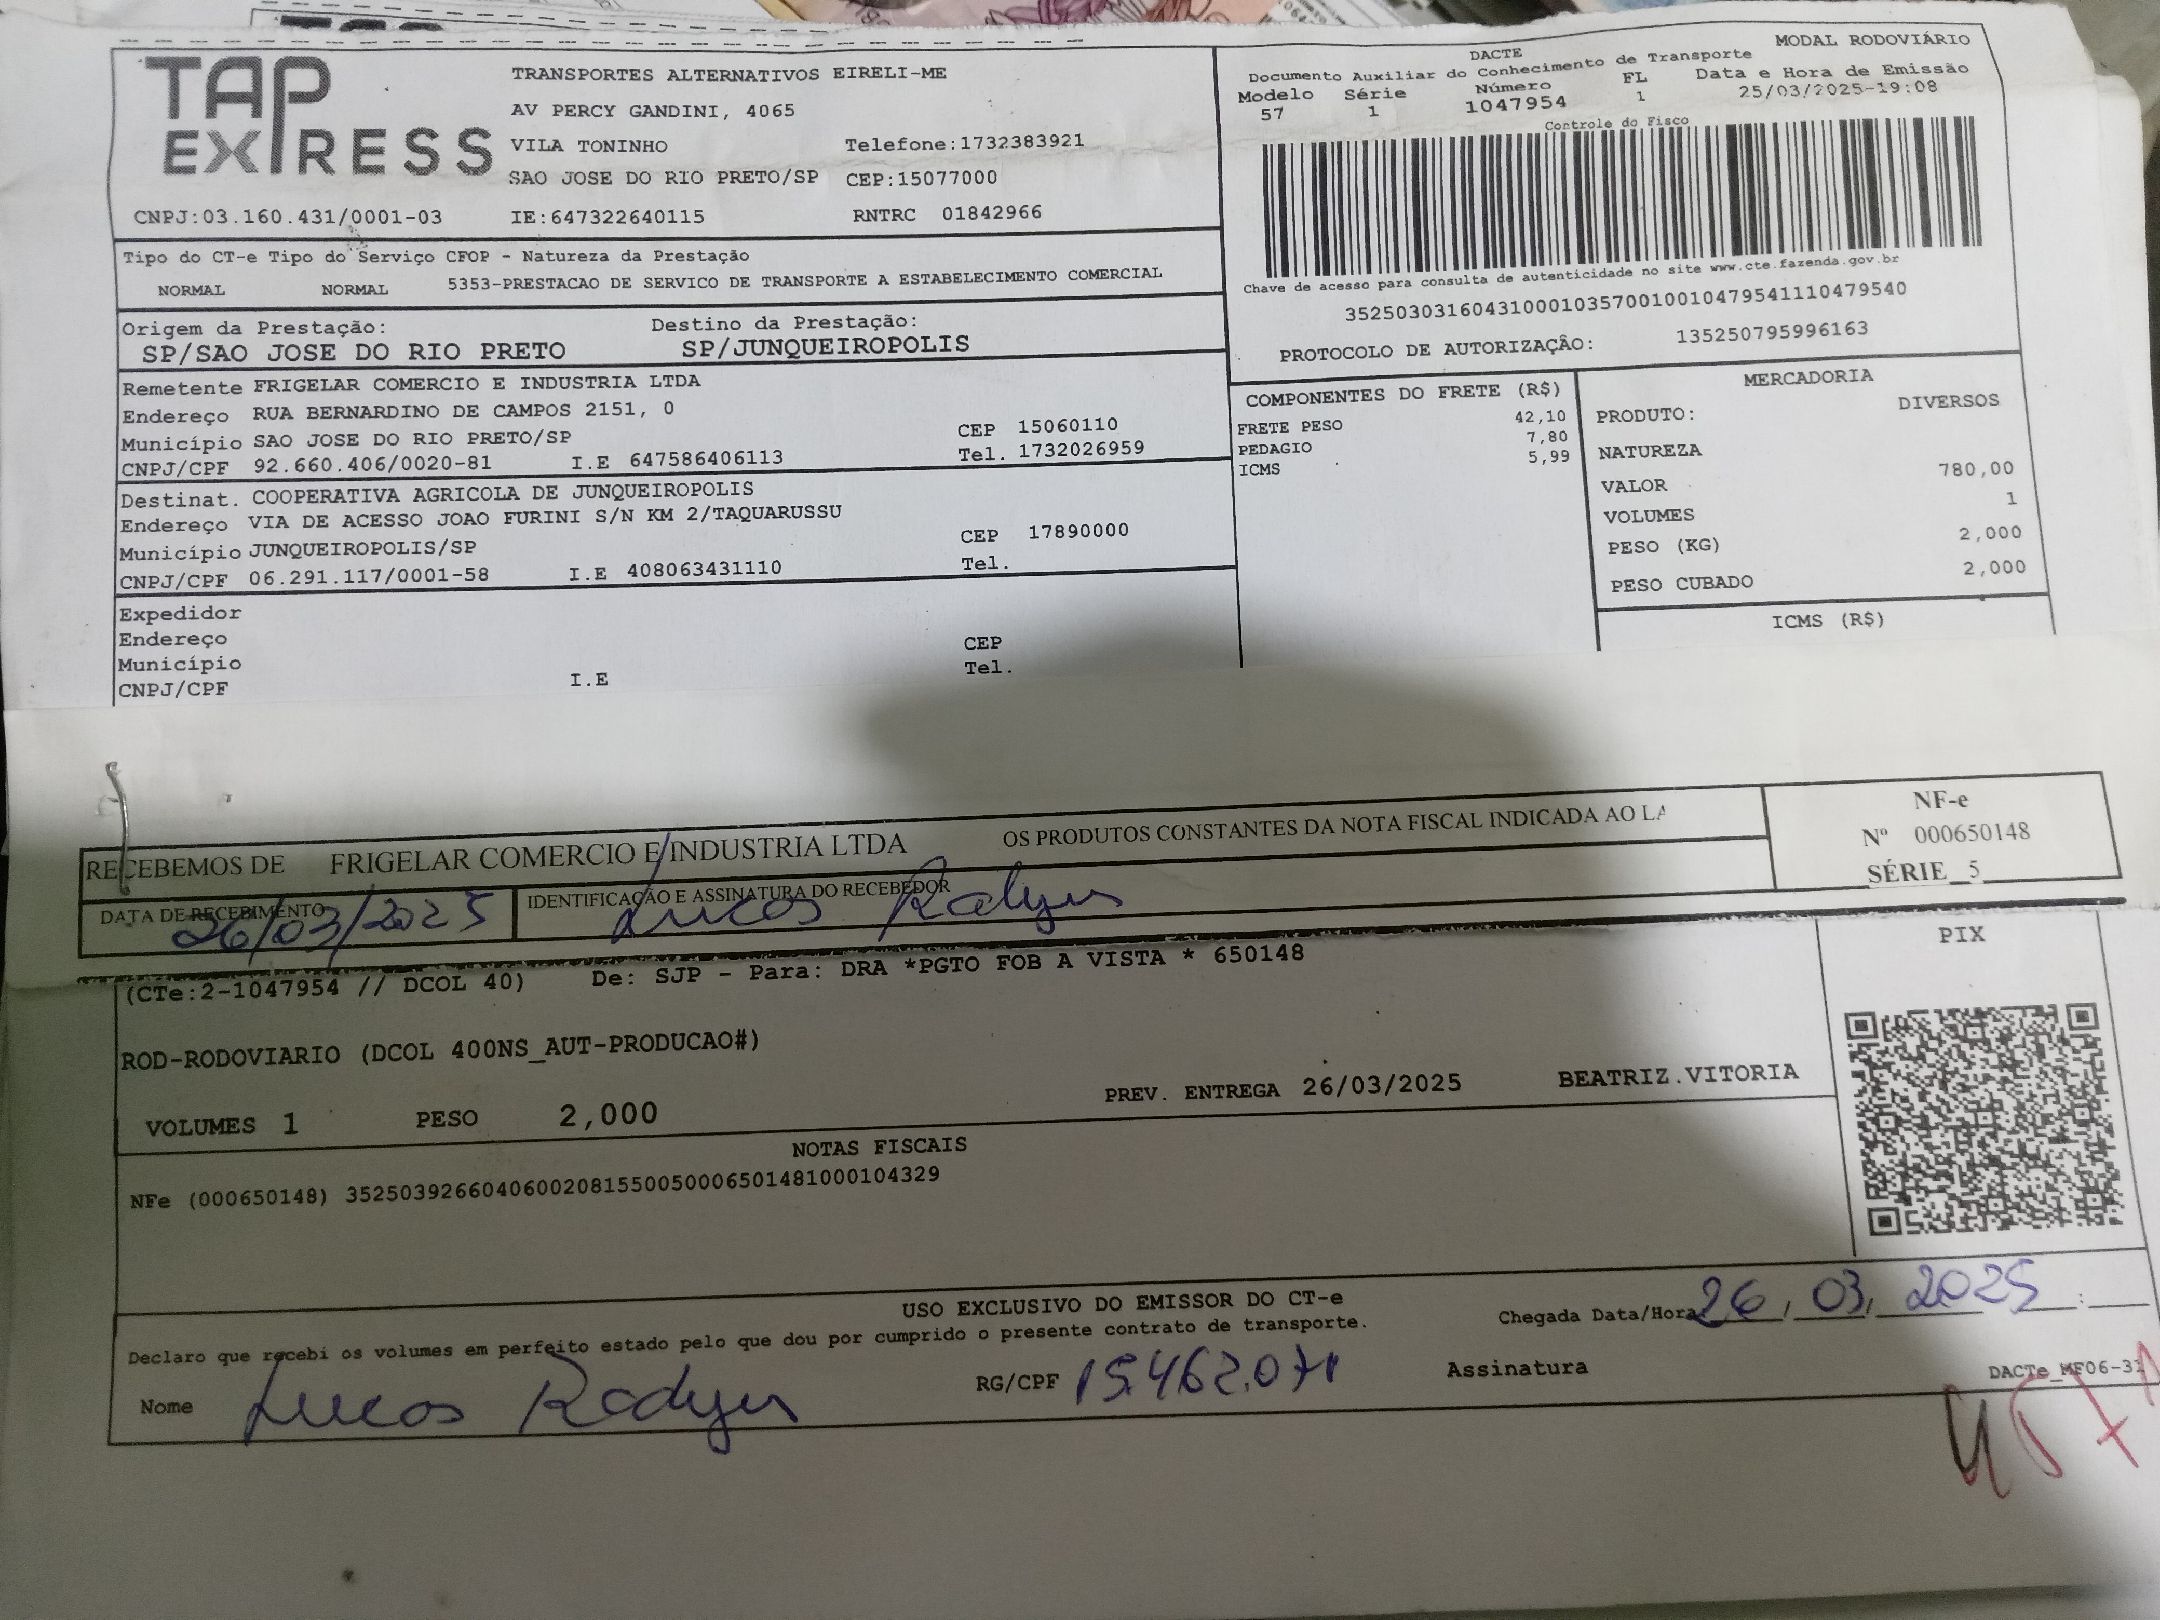 TAP EXPRESS
TRANSPORTES ALTERNATIVOS EIRELI-ME
AV PERCY GANDINI, 4065
VILA TONINHO Telefone:1732383921
SAO JOSE DO RIO PRETO/SP CEP:15077000
CNPJ:03.160.431/0001-03 IE:647322640115 RNTRC 01842966
MODAL RODOVIÁRIO
DACTE
Documento Auxiliar do Conhecimento de Transporte
Modelo Série Número FL Data e Hora de Emissão
57 1 1047954 1 25/03/2025-19:08
Controle do Fisco
Chave de acesso para consulta de autenticidade no site www.cte.fazenda.gov.br
35250303160431000103570010010479541110479540
PROTOCOLO DE AUTORIZAÇÃO: 135250795996163
Tipo do CT-e Tipo do Serviço CFOP - Natureza da Prestação
NORMAL NORMAL 5353-PRESTACAO DE SERVICO DE TRANSPORTE A ESTABELECIMENTO COMERCIAL
Origem da Prestação: Destino da Prestação:
SP/SAO JOSE DO RIO PRETO SP/JUNQUEIROPOLIS
Remetente FRIGELAR COMERCIO E INDUSTRIA LTDA
Endereço RUA BERNARDINO DE CAMPOS 2151, 0
Município SAO JOSE DO RIO PRETO/SP CEP 15060110
CNPJ/CPF 92.660.406/0020-81 I.E 647586406113 Tel. 1732026959
Destinat. COOPERATIVA AGRICOLA DE JUNQUEIROPOLIS
Endereço VIA DE ACESSO JOAO FURINI S/N KM 2/TAQUARUSSU
Município JUNQUEIROPOLIS/SP CEP 17890000
CNPJ/CPF 06.291.117/0001-58 I.E 408063431110 Tel.
Expedidor
Endereço
Município CEP
CNPJ/CPF I.E Tel.
COMPONENTES DO FRETE (R$)
FRETE PESO 42,10
PEDAGIO 7,80
ICMS 5,99
MERCADORIA
PRODUTO: DIVERSOS
NATUREZA
VALOR 780,00
VOLUMES 1
PESO (KG) 2,000
PESO CUBADO 2,000
ICMS (R$)
RECEBEMOS DE FRIGELAR COMERCIO E INDUSTRIA LTDA OS PRODUTOS CONSTANTES DA NOTA FISCAL INDICADA AO LA
NF-e
Nº 000650148
SÉRIE 5
DATA DE RECEBIMENTO IDENTIFICAÇÃO E ASSINATURA DO RECEBEDOR
26/03/2025 Lucos
(CTe:2-1047954 // DCOL 40) De: SJP - Para: DRA *PGTO FOB A VISTA * 650148
PIX
ROD-RODOVIARIO (DCOL 400NS_AUT-PRODUCAO#)
VOLUMES 1 PESO 2,000 PREV. ENTREGA 26/03/2025 BEATRIZ.VITORIA
NOTAS FISCAIS
NFe (000650148) 35250392660406002081550050006501481000104329
USO EXCLUSIVO DO EMISSOR DO CT-e
Declaro que recebi os volumes em perfeito estado pelo que dou por cumprido o presente contrato de transporte.
Chegada Data/Hora 26/03/2025
Nome Lucos RG/CPF 15.462.071 Assinatura
DACTe_MF06-31